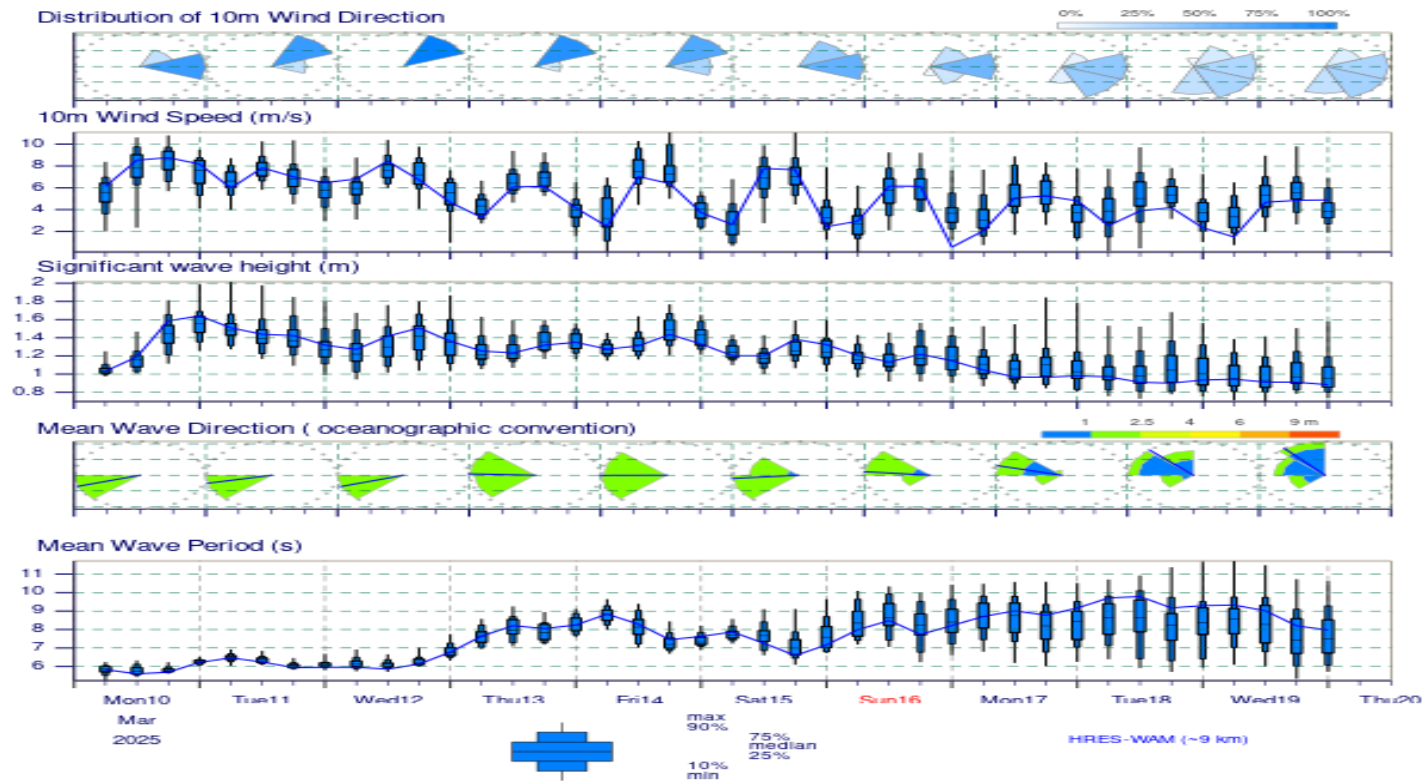 Distribution of 10m Wind Direction
0% 25% 50% 75% 100%
10m Wind Speed (m/s)
10
8
6
4
2
Significant wave height (m)
2
1.8
1.6
1.4
1.2
1
0.8
Mean Wave Direction ( oceanographic convention)
1 2.5 4 6 9 m
Mean Wave Period (s)
11
10
9
8
7
6
Mon10 Tue11 Wed12 Thu13 Fri14 Sat15 Sun16 Mon17 Tue18 Wed19 Thu20
Mar
2025
max
90%
75%
median
25%
10%
min
HRES-WAM (~9 km)